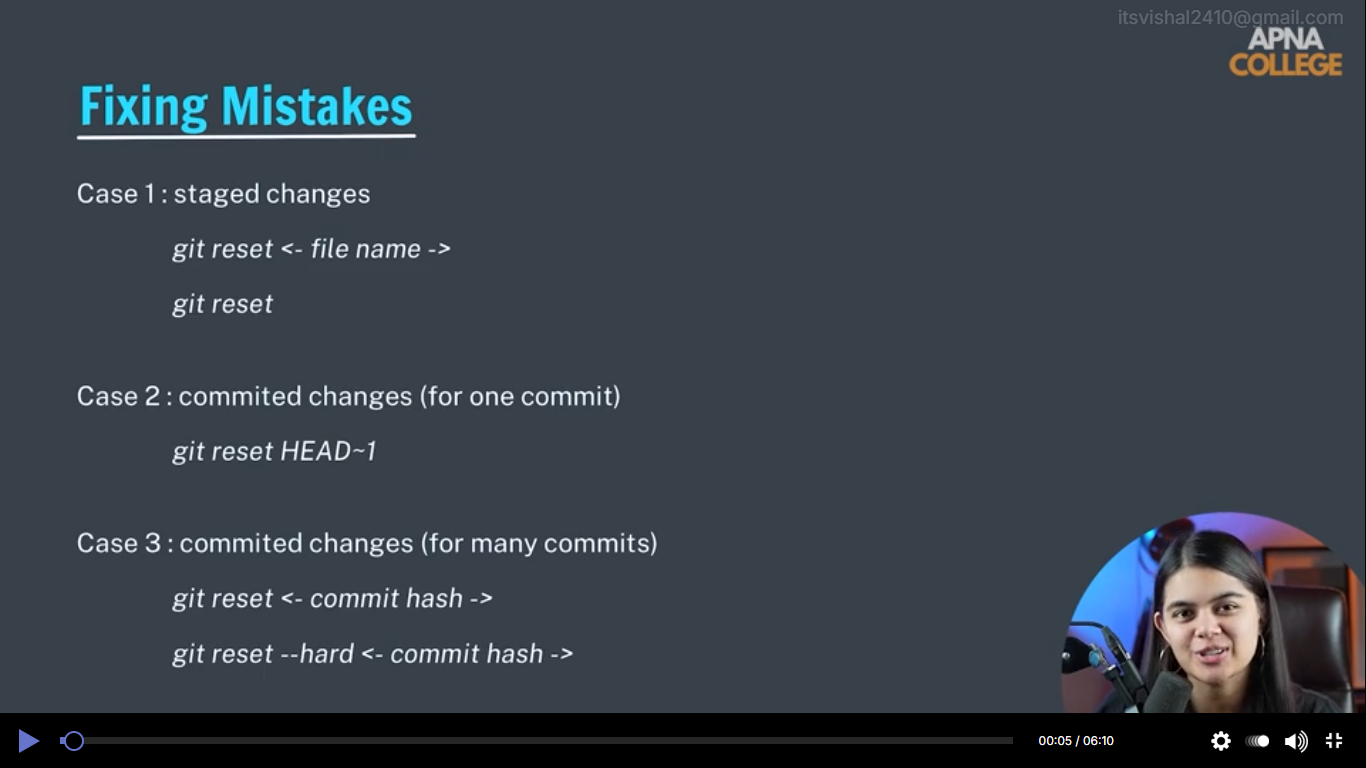 itsvishal2410@gmail.com
APNA
COLLEGE
Fixing Mistakes
Case 1 : staged changes
git reset <- file name ->
git reset
Case 2 : commited changes (for one commit)
git reset HEAD~1
Case 3 : commited changes (for many commits)
git reset <- commit hash ->
git reset --hard <- commit hash ->
00:05 / 06:10